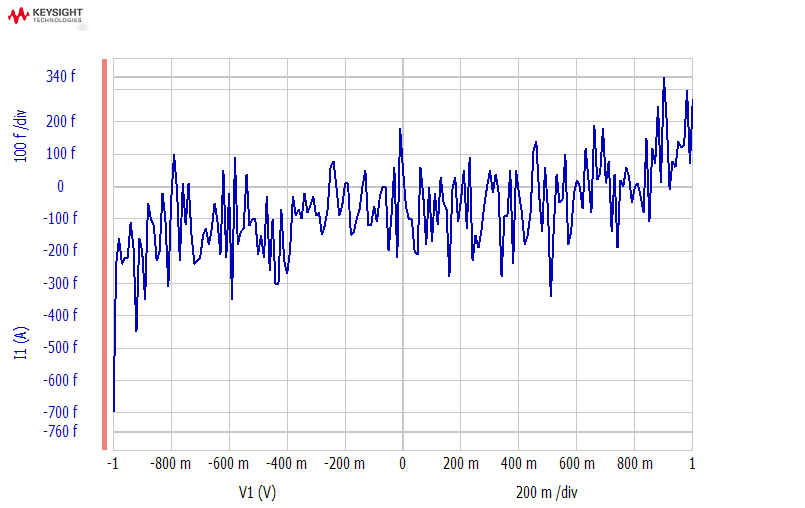 KEYSIGHT
TECHNOLOGIES
340 f
200 f
100 f
0
-100 f
-200 f
-300 f
-400 f
-500 f
-600 f
-700 f
-760 f
100 f /div
I1 (A)
-1 -800 m -600 m -400 m -200 m 0 200 m 400 m 600 m 800 m 1
V1 (V) 200 m /div